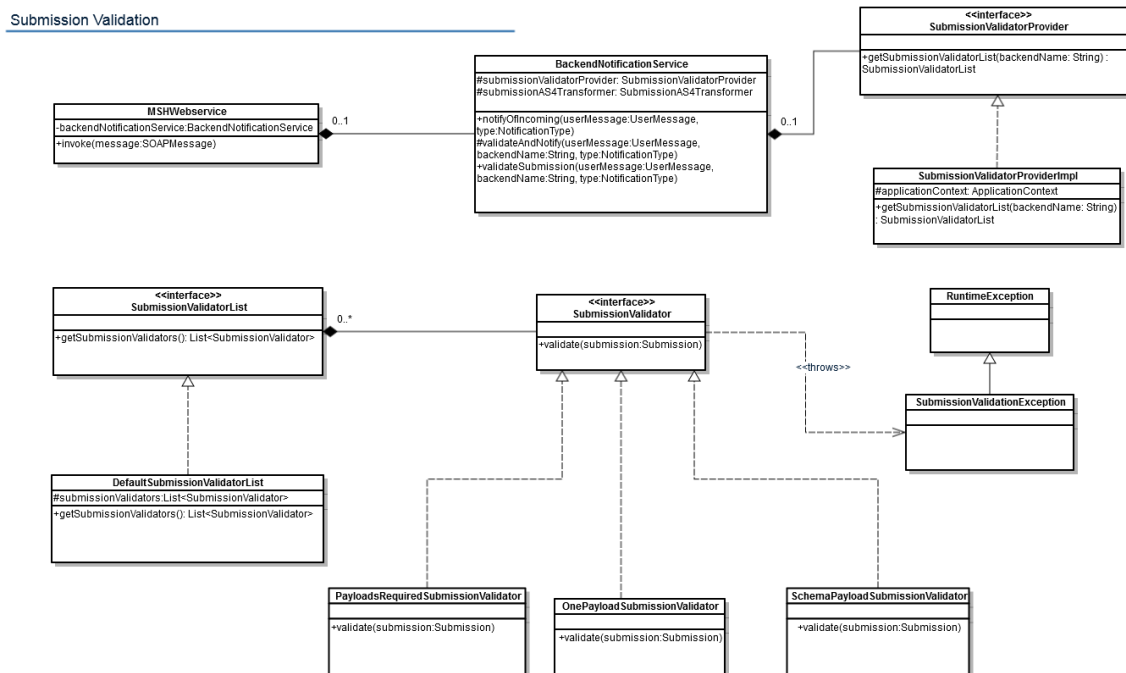 Submission Validation
<<interface>>
SubmissionValidatorProvider
+getSubmissionValidatorList(backendName: String) :
SubmissionValidatorList
BackendNotificationService
#submissionValidatorProvider: SubmissionValidatorProvider
#submissionAS4Transformer: SubmissionAS4Transformer
+notifyOfIncoming(userMessage:UserMessage,
type:NotificationType)
#validateAndNotify(userMessage:UserMessage,
backendName:String, type:NotificationType)
+validateSubmission(userMessage:UserMessage,
backendName:String, type:NotificationType)
0..1
MSHWebservice
-backendNotificationService:BackendNotificationService
+invoke(message:SOAPMessage)
0..1
SubmissionValidatorProviderImpl
#applicationContext: ApplicationContext
+getSubmissionValidatorList(backendName: String)
: SubmissionValidatorList
<<interface>>
SubmissionValidatorList
+getSubmissionValidators(): List<SubmissionValidator>
0..*
<<interface>>
SubmissionValidator
+validate(submission:Submission)
RuntimeException
<<throws>>
SubmissionValidationException
DefaultSubmissionValidatorList
#submissionValidators:List<SubmissionValidator>
+getSubmissionValidators(): List<SubmissionValidator>
PayloadsRequiredSubmissionValidator
+validate(submission:Submission)
OnePayloadSubmissionValidator
+validate(submission:Submission)
SchemaPayloadSubmissionValidator
+validate(submission:Submission)